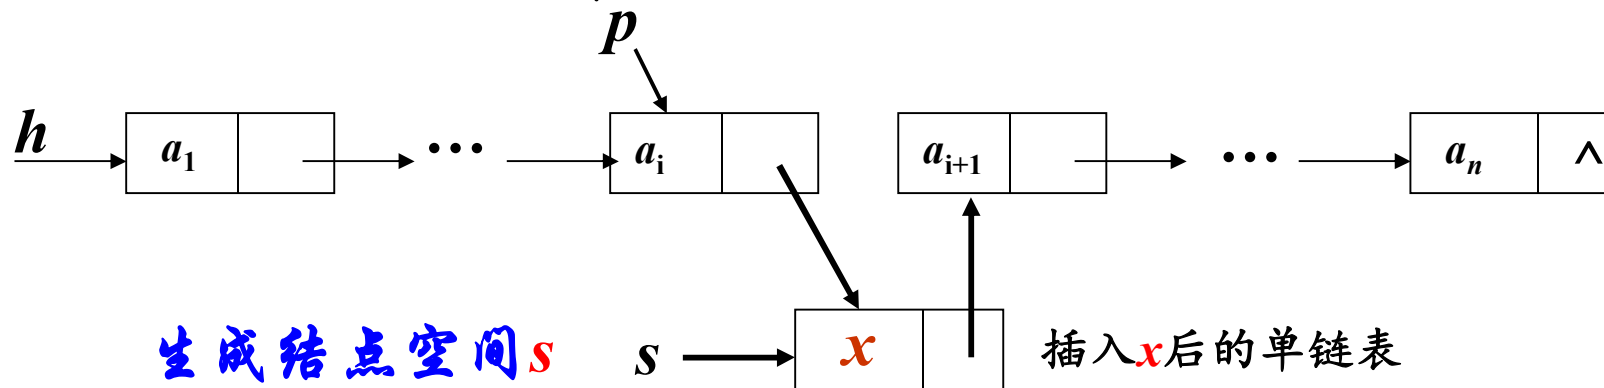 p
h a₁ ··· aᵢ aᵢ₊₁ ··· aₙ ∧
生成结点空间s s x 插入x后的单链表